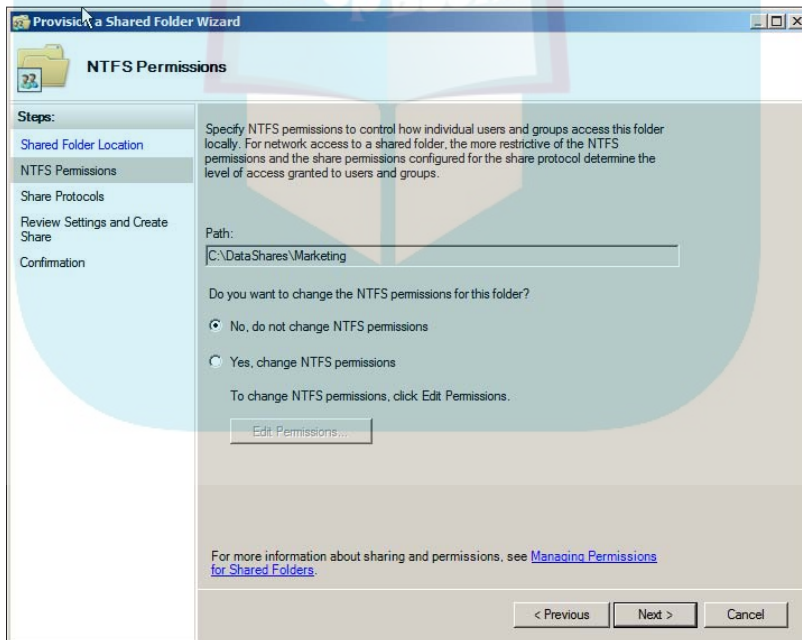 Provision a Shared Folder Wizard
NTFS Permissions
Steps:
Shared Folder Location
NTFS Permissions
Share Protocols
Review Settings and Create
Share
Confirmation
Specify NTFS permissions to control how individual users and groups access this folder
locally. For network access to a shared folder, the more restrictive of the NTFS
permissions and the share permissions configured for the share protocol determine the
level of access granted to users and groups.
Path:
C:\DataShares\Marketing
Do you want to change the NTFS permissions for this folder?
No, do not change NTFS permissions
Yes, change NTFS permissions
To change NTFS permissions, click Edit Permissions.
Edit Permissions...
For more information about sharing and permissions, see Managing Permissions
for Shared Folders.
< Previous
Next >
Cancel